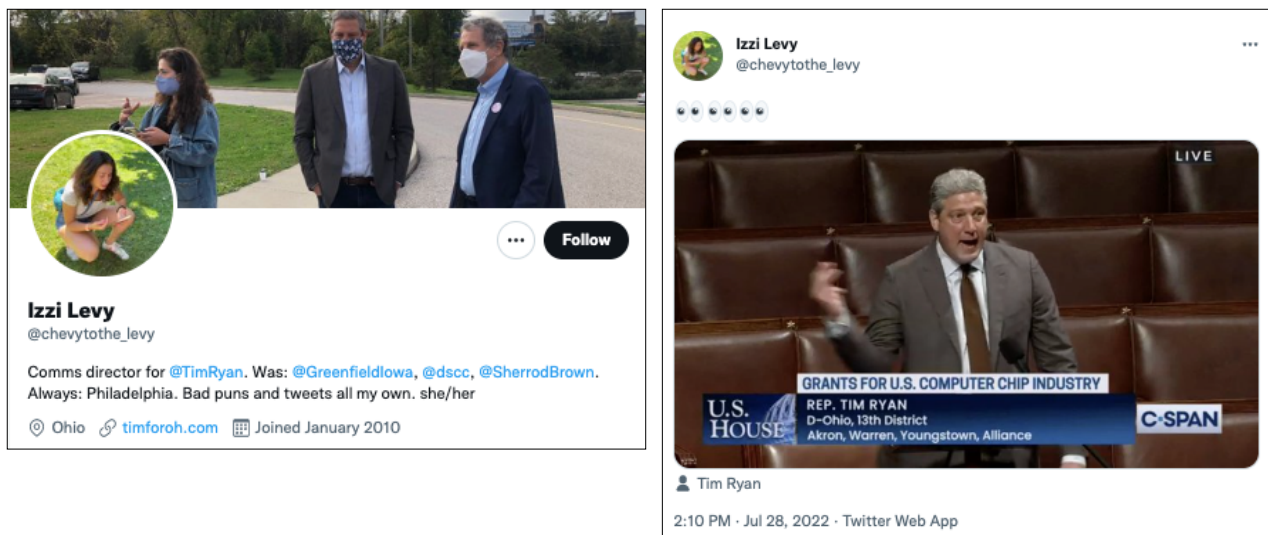 Follow
Izzi Levy
@chevytothe_levy
Comms director for @TimRyan. Was: @GreenfieldIowa, @dscc, @SherrodBrown.
Always: Philadelphia. Bad puns and tweets all my own. she/her
Ohio timforoh.com Joined January 2010
Izzi Levy
@chevytothe_levy
LIVE
GRANTS FOR U.S. COMPUTER CHIP INDUSTRY
U.S. HOUSE
REP. TIM RYAN
D-Ohio, 13th District
Akron, Warren, Youngstown, Alliance
C-SPAN
Tim Ryan
2:10 PM · Jul 28, 2022 · Twitter Web App